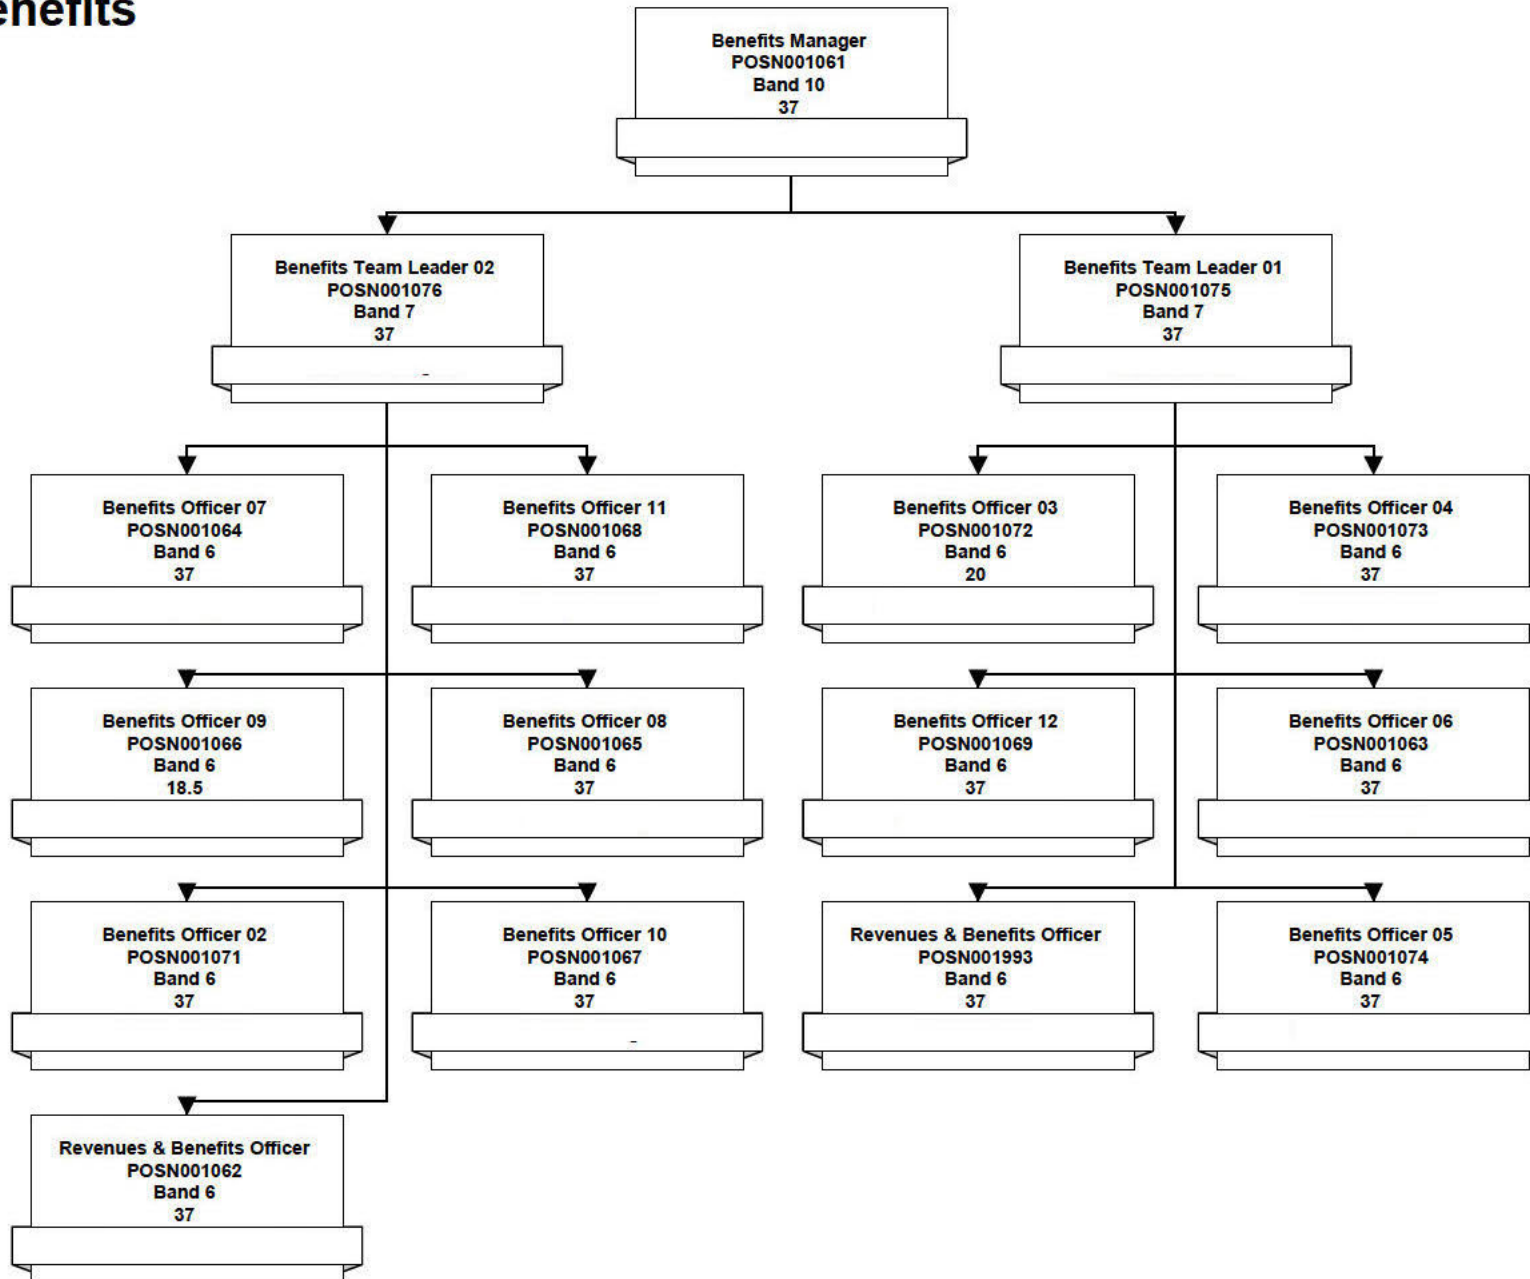 enefits
Benefits Manager
POSN001061
Band 10
37
Benefits Team Leader 02
POSN001076
Band 7
37
Benefits Team Leader 01
POSN001075
Band 7
37
Benefits Officer 07
POSN001064
Band 6
37
Benefits Officer 11
POSN001068
Band 6
37
Benefits Officer 03
POSN001072
Band 6
20
Benefits Officer 04
POSN001073
Band 6
37
Benefits Officer 09
POSN001066
Band 6
18.5
Benefits Officer 08
POSN001065
Band 6
37
Benefits Officer 12
POSN001069
Band 6
37
Benefits Officer 06
POSN001063
Band 6
37
Benefits Officer 02
POSN001071
Band 6
37
Benefits Officer 10
POSN001067
Band 6
37
Revenues & Benefits Officer
POSN001993
Band 6
37
Benefits Officer 05
POSN001074
Band 6
37
Revenues & Benefits Officer
POSN001062
Band 6
37